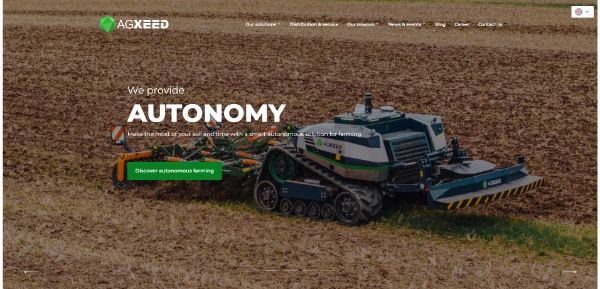 AGXEED
Our solutions
Distribution & service
Our mission
News & events
Blog
Career
Contact us
We provide
AUTONOMY
Make the most of your soil and time with a smart autonomous solution for farming
AGXEED
Discover autonomous farming